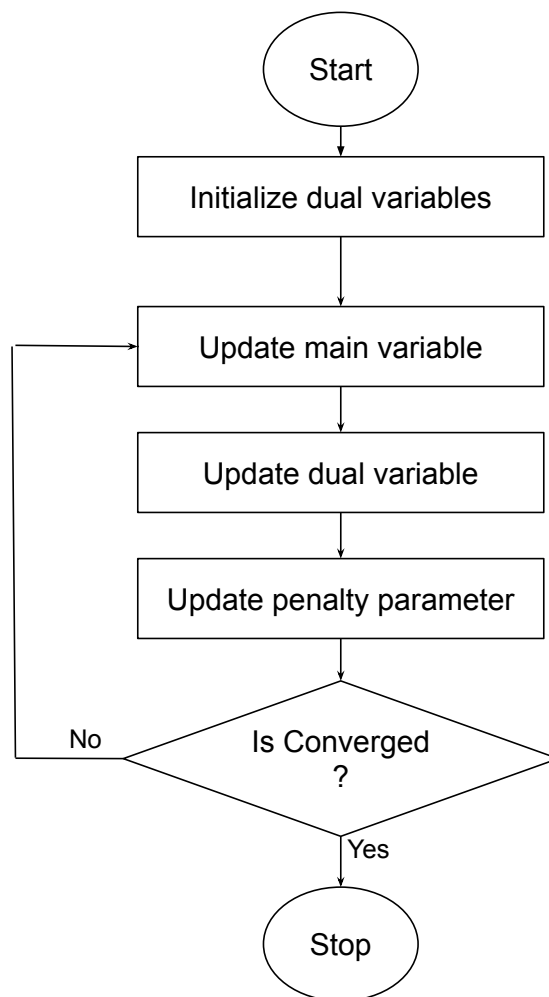 Start
Initialize dual variables
Update main variable
Update dual variable
Update penalty parameter
Is Converged
?
No
Yes
Stop